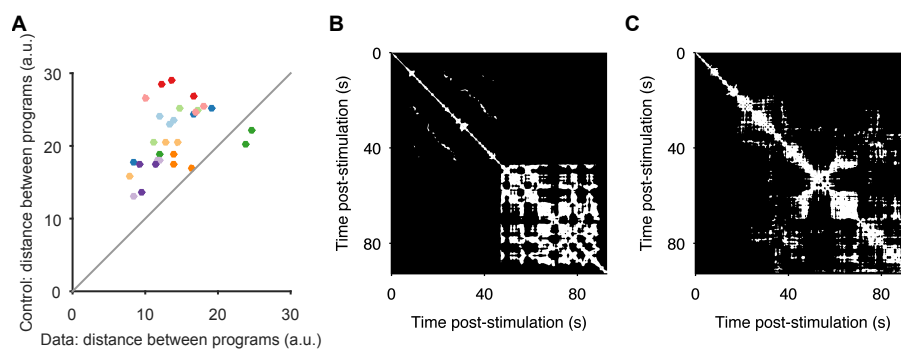 A
Control: distance between programs (a.u.)
30
20
10
0
0 10 20 30
Data: distance between programs (a.u.)
B
Time post-stimulation (s)
0
40
80
0 40 80
Time post-stimulation (s)
C
Time post-stimulation (s)
0
40
80
0 40 80
Time post-stimulation (s)